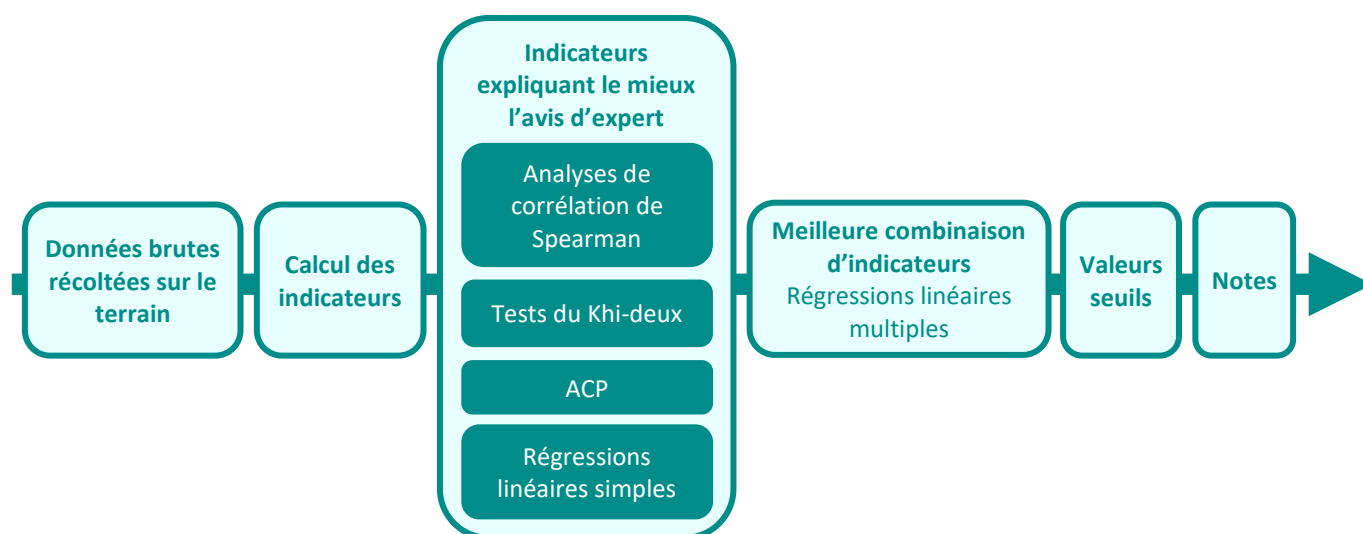 Données brutes
récoltées sur le
terrain
Calcul des
indicateurs
Indicateurs
expliquant le mieux
l’avis d’expert
Analyses de
corrélation de
Spearman
Tests du Khi-deux
ACP
Régressions
linéaires simples
Meilleure combinaison
d’indicateurs
Régressions linéaires
multiples
Valeurs
seuils
Notes